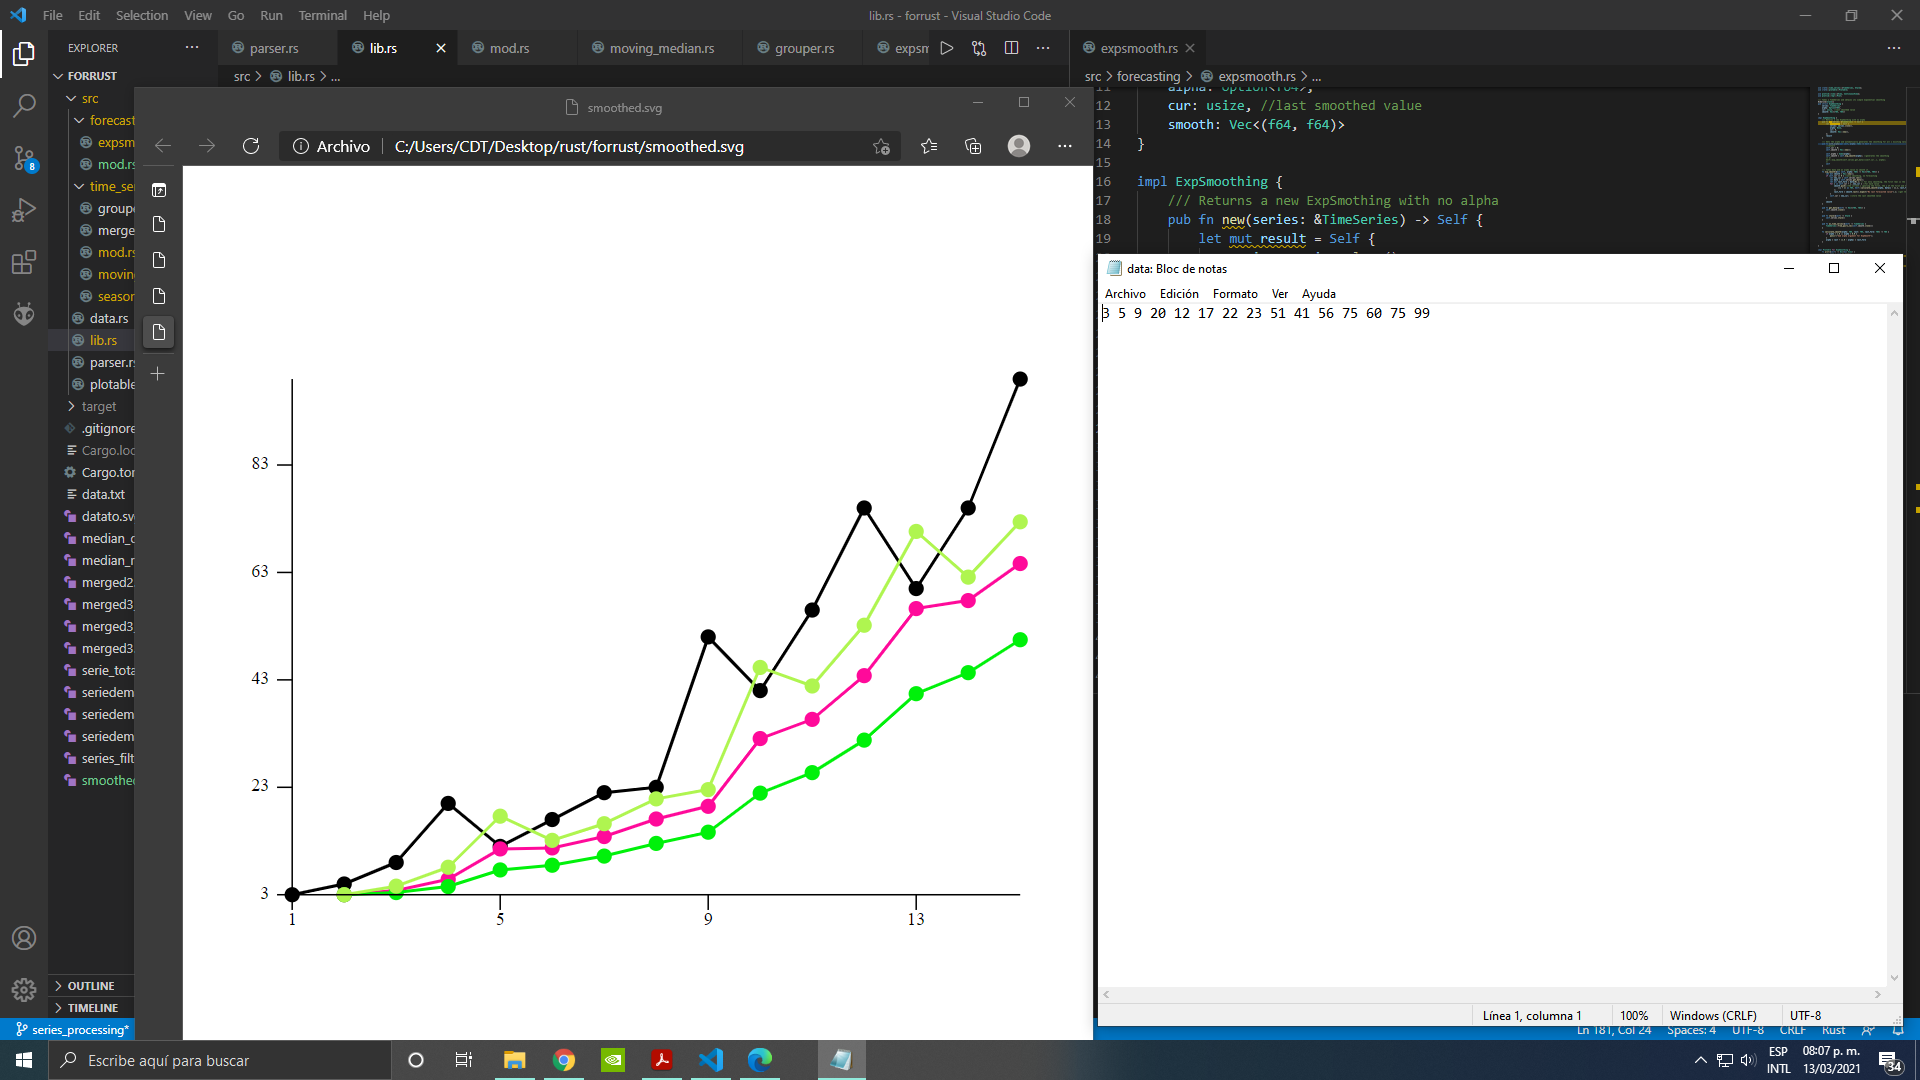 File Edit Selection View Go Run Terminal Help
lib.rs - forrust - Visual Studio Code
EXPLORER
parser.rs lib.rs mod.rs moving_median.rs grouper.rs expsm
expsmooth.rs
FORRUST
src > lib.rs > ...
src > forecasting > expsmooth.rs > ...
src
forecast
expsm
mod.rs
time_se
groupe
merge
mod.rs
movin
season
data.rs
lib.rs
parser.rs
plotable
target
.gitignore
Cargo.loc
Cargo.tor
data.txt
datato.sv
median_c
median_r
merged2
merged3_
merged3_
merged3.
serie_tota
seriedem
seriedem
seriedem
series_filt
smoothed
OUTLINE
TIMELINE
series_processing*
smoothed.svg
Archivo C:/Users/CDT/Desktop/rust/forrust/smoothed.svg
83
63
43
23
3
1 5 9 13
11 alpha: Option<f64>,
12 cur: usize, //last smoothed value
13 smooth: Vec<(f64, f64)>
14 }
15
16 impl ExpSmoothing {
17 /// Returns a new ExpSmothing with no alpha
18 pub fn new(series: &TimeSeries) -> Self {
19 let mut result = Self {
data: Bloc de notas
Archivo Edición Formato Ver Ayuda
3 5 9 20 12 17 22 23 51 41 56 75 60 75 99
Línea 1, columna 1 100% Windows (CRLF) UTF-8
Ln 181, Col 24 Spaces: 4 UTF-8 CRLF Rust
8
Escribe aquí para buscar
ESP
INTL
08:07 p. m.
13/03/2021
34